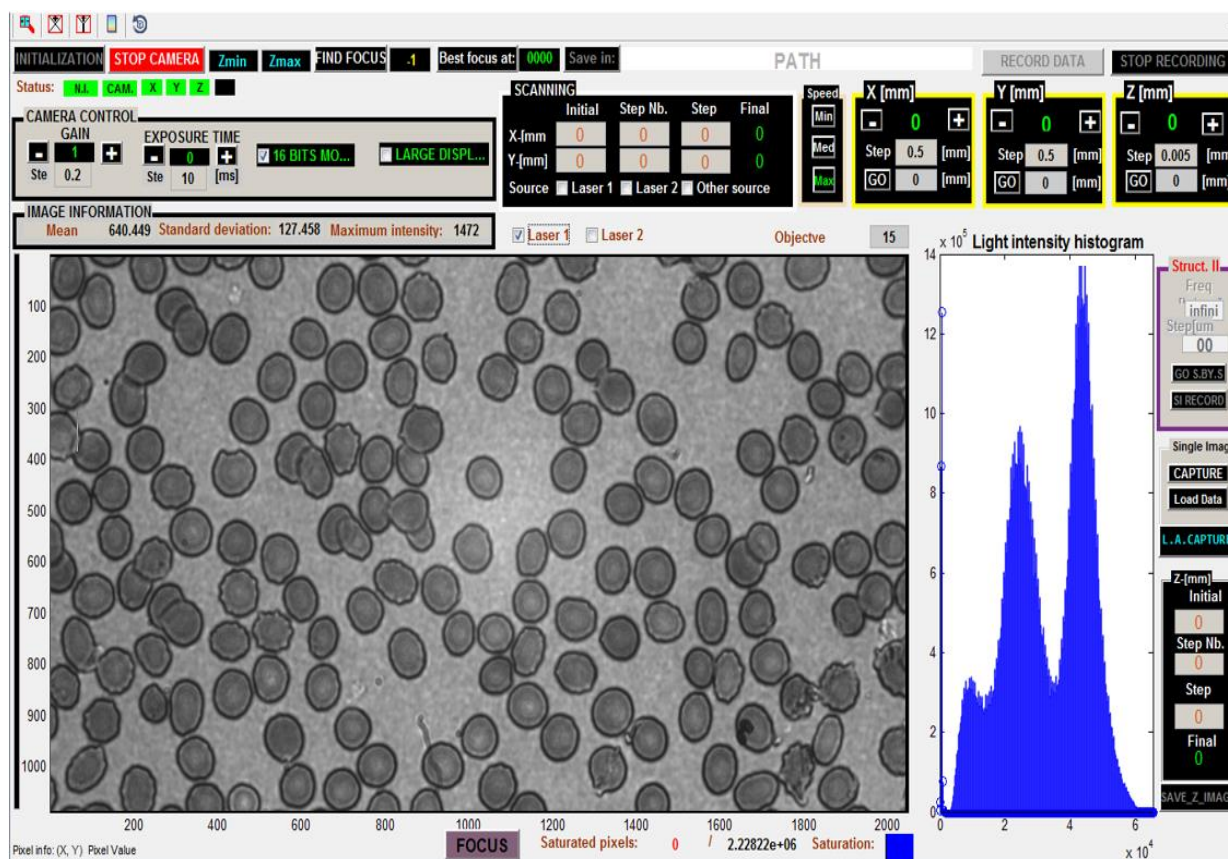 INITIALIZATION STOP CAMERA Zmin Zmax FIND FOCUS -1 Best focus at: 0000 Save in: PATH RECORD DATA STOP RECORDING
Status: N.I. CAM. X Y Z
CAMERA CONTROL
GAIN EXPOSURE TIME
- 1 + - 0 + 16 BITS MO... LARGE DISPL...
Ste 0.2 Ste 10 [ms]
SCANNING
Initial Step Nb. Step Final
X-[mm 0 0 0 0
Y-[mm] 0 0 0 0
Source Laser 1 Laser 2 Other source
Speed
Min
Med
Max
X [mm]
- 0 +
Step 0.5 [mm]
GO 0 [mm]
Y [mm]
- 0 +
Step 0.5 [mm]
GO 0 [mm]
Z [mm]
- 0 +
Step 0.005 [mm]
GO 0 [mm]
IMAGE INFORMATION
Mean 640.449 Standard deviation: 127.458 Maximum intensity: 1472
Laser 1 Laser 2 Objectve 15
100
200
300
400
500
600
700
800
900
1000
200 400 600 800 1000 1200 1400 1600 1800 2000
x 10^5 Light intensity histogram
14
12
10
8
6
4
2
0
0 2 4 6
x 10^4
Struct. II
Freq
infini
Step[um
00
GO S.BY.S
SI RECORD
Single Imag
CAPTURE
Load Data
L.A.CAPTURE
Z-[mm]
Initial
0
Step Nb.
0
Step
0
Final
0
SAVE_Z_IMAG
Pixel info: (X, Y) Pixel Value
FOCUS Saturated pixels: 0 / 2.22822e+06 Saturation: